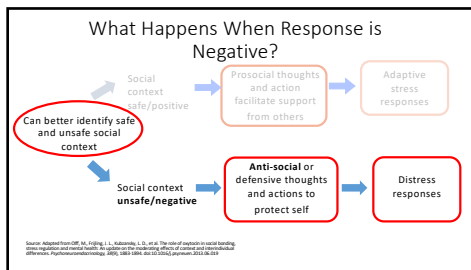 What Happens When Response is
Negative?
Social
context
safe/positive
Prosocial thoughts
and action
facilitate support
from others
Adaptive
stress
responses
Can better identify safe
and unsafe social
context
Social context
unsafe/negative
Anti-social or
defensive thoughts
and actions to
protect self
Distress
responses
Source: Adapted from Olff, M., Frijling, J. L., Kubzansky, L. D., et al. The role of oxytocin in social bonding,
stress regulation and mental health: An update on the moderating effects of context and interindividual
differences. Psychoneuroendocrinology, 38(9), 1883-1894. doi:10.1016/j.psyneuen.2013.06.019